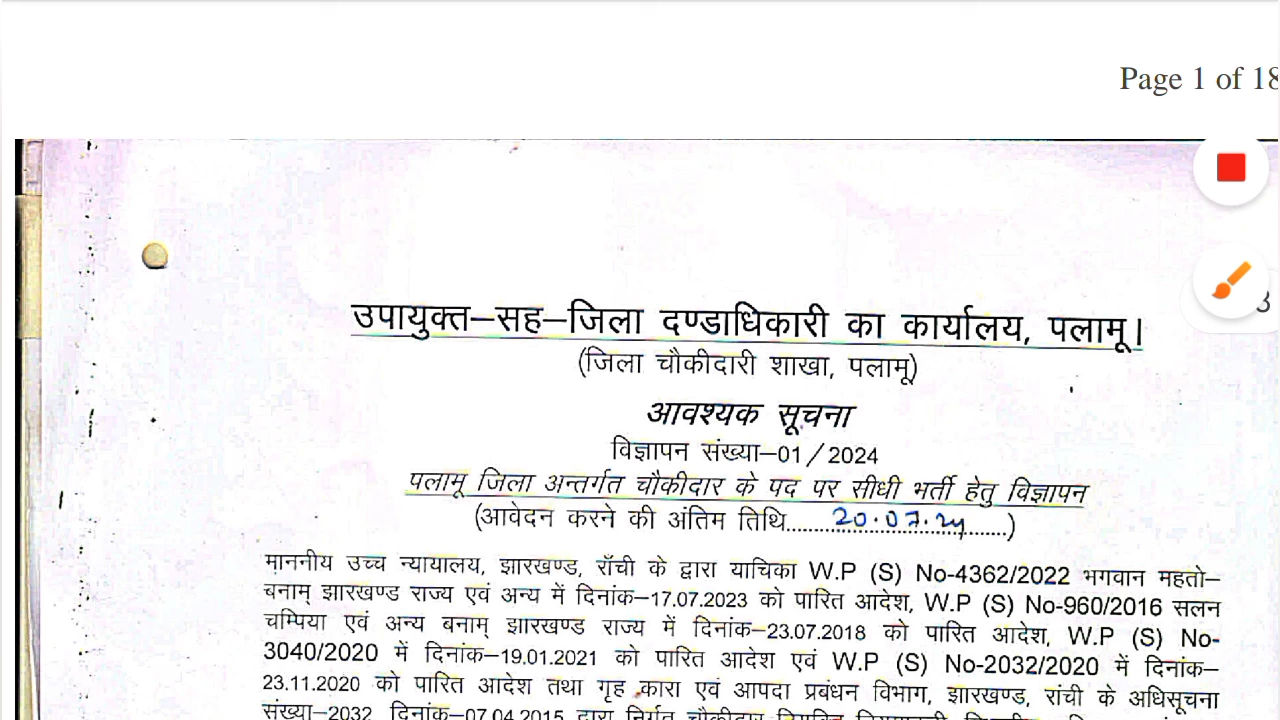 Page 1 of 18
उपायुक्त–सह–जिला दण्डाधिकारी का कार्यालय, पलामू।
(जिला चौकीदारी शाखा, पलामू)
आवश्यक सूचना
विज्ञापन संख्या–01/2024
पलामू जिला अन्तर्गत चौकीदार के पद पर सीधी भर्ती हेतु विज्ञापन
(आवेदन करने की अंतिम तिथि......20.07.24......)
माननीय उच्च न्यायालय, झारखण्ड, राँची के द्वारा याचिका W.P (S) No-4362/2022 भगवान महतो–
बनाम् झारखण्ड राज्य एवं अन्य में दिनांक–17.07.2023 को पारित आदेश, W.P (S) No-960/2016 सलन
चम्पिया एवं अन्य बनाम् झारखण्ड राज्य में दिनांक–23.07.2018 को पारित आदेश, W.P (S) No-
3040/2020 में दिनांक–19.01.2021 को पारित आदेश एवं W.P (S) No-2032/2020 में दिनांक–
23.11.2020 को पारित आदेश तथा गृह कारा एवं आपदा प्रबंधन विभाग, झारखण्ड, रांची के अधिसूचना
संख्या–2032 दिनांक–07.04.2015 द्वारा निर्गत चौकीदार